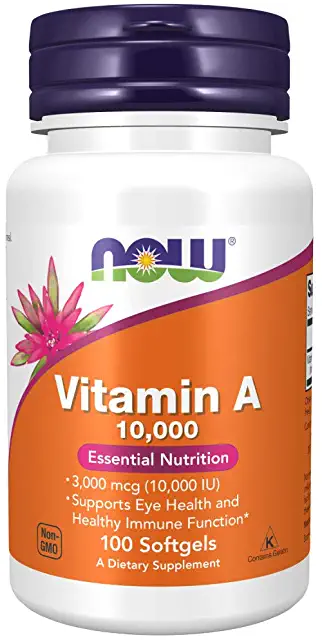 NOW®
Vitamin A
10,000
Essential Nutrition
• 3,000 mcg (10,000 IU)
• Supports Eye Health and
Healthy Immune Function*
100 Softgels
A Dietary Supplement
Non-
GMO
K
Contains Gelatin